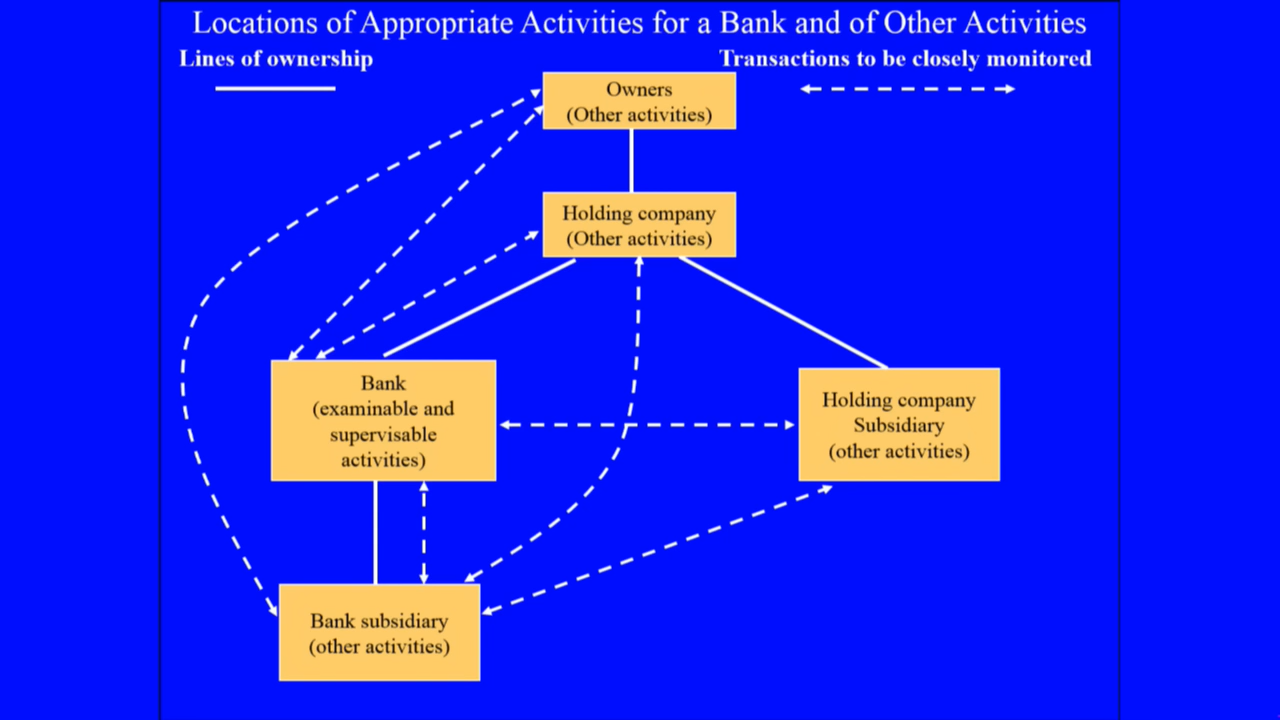 Locations of Appropriate Activities for a Bank and of Other Activities
Lines of ownership
Transactions to be closely monitored
Owners
(Other activities)
Holding company
(Other activities)
Bank
(examinable and
supervisable
activities)
Holding company
Subsidiary
(other activities)
Bank subsidiary
(other activities)